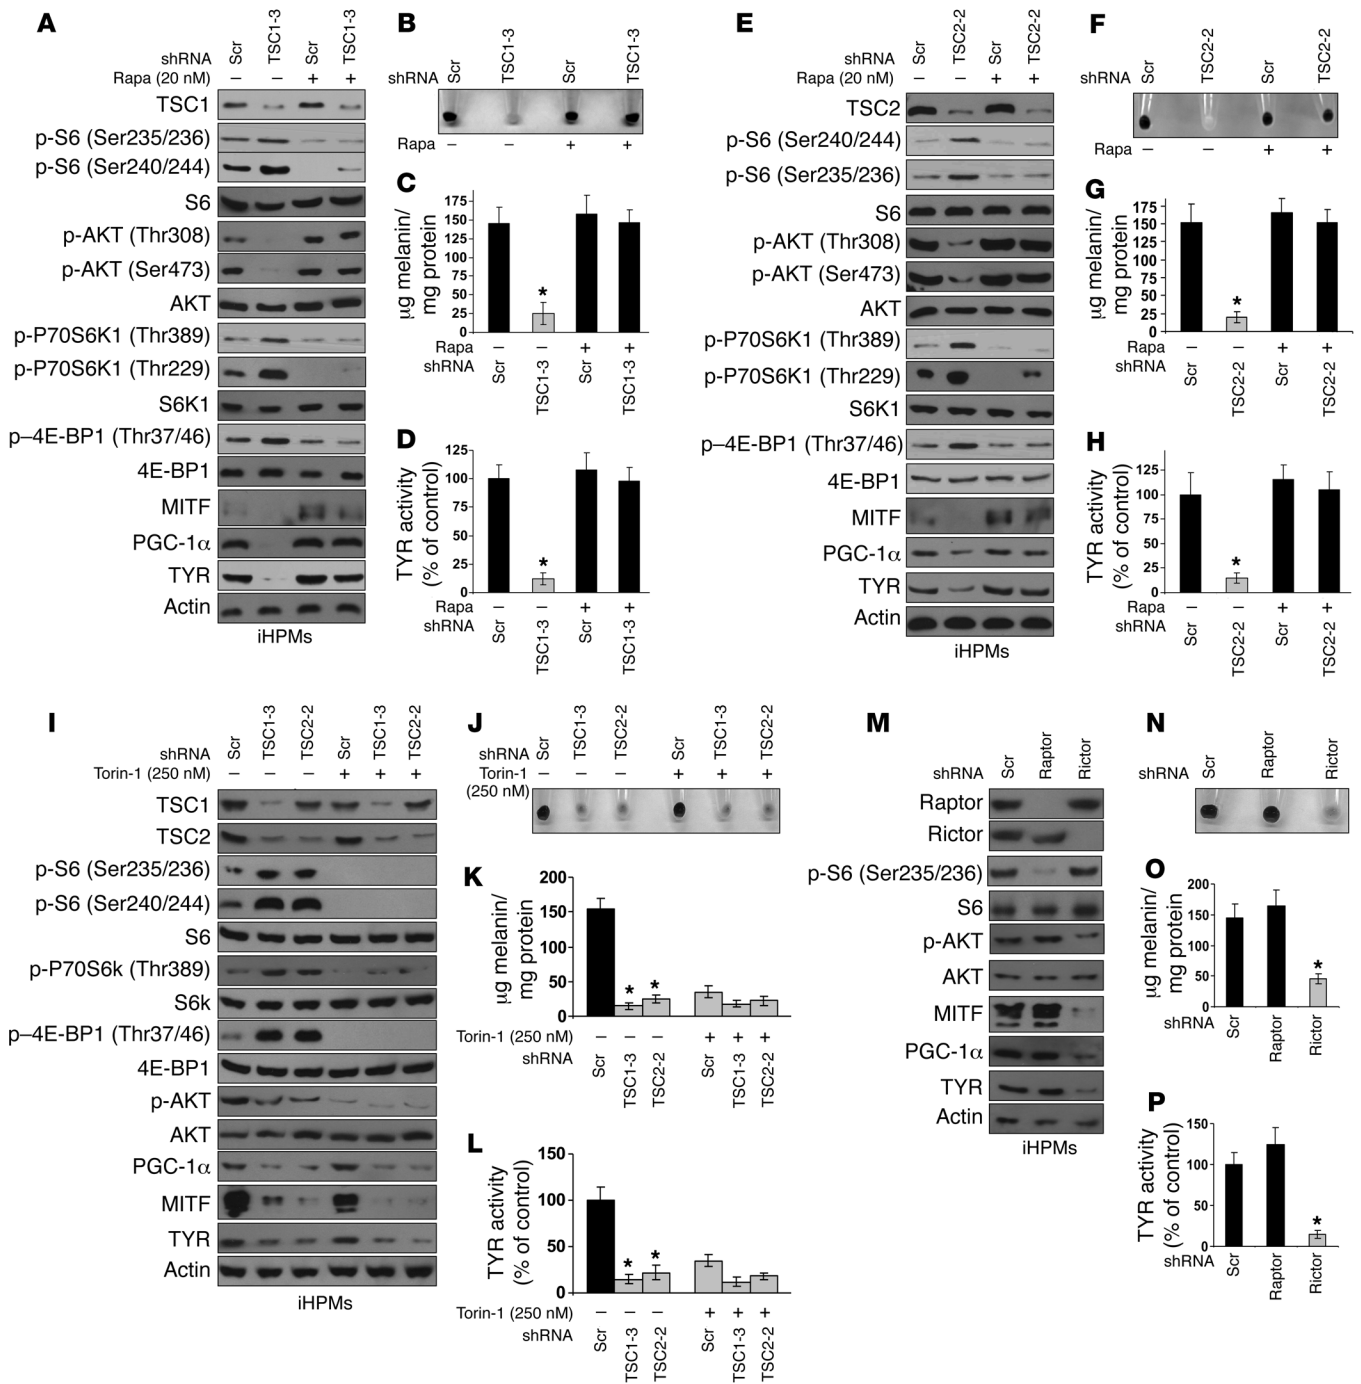 A
shRNA Scr TSC1-3 Scr TSC1-3
Rapa (20 nM) – – + +
TSC1
p-S6 (Ser235/236)
p-S6 (Ser240/244)
S6
p-AKT (Thr308)
p-AKT (Ser473)
AKT
p-P70S6K1 (Thr389)
p-P70S6K1 (Thr229)
S6K1
p–4E-BP1 (Thr37/46)
4E-BP1
MITF
PGC-1α
TYR
Actin
iHPMs
B
shRNA Scr TSC1-3 Scr TSC1-3
Rapa – – + +
C
µg melanin/
mg protein
175
150
125
100
75
50
25
0
*
Rapa – – + +
shRNA Scr TSC1-3 Scr TSC1-3
D
TYR activity
(% of control)
125
100
75
50
25
0
*
Rapa – – + +
shRNA Scr TSC1-3 Scr TSC1-3
E
shRNA Scr TSC2-2 Scr TSC2-2
Rapa (20 nM) – – + +
TSC2
p-S6 (Ser240/244)
p-S6 (Ser235/236)
S6
p-AKT (Thr308)
p-AKT (Ser473)
AKT
p-P70S6K1 (Thr389)
p-P70S6K1 (Thr229)
S6K1
p–4E-BP1 (Thr37/46)
4E-BP1
MITF
PGC-1α
TYR
Actin
iHPMs
F
shRNA Scr TSC2-2 Scr TSC2-2
Rapa – – + +
G
µg melanin/
mg protein
175
150
125
100
75
50
25
0
*
Rapa – – + +
shRNA Scr TSC2-2 Scr TSC2-2
H
TYR activity
(% of control)
125
100
75
50
25
0
*
Rapa – – + +
shRNA Scr TSC2-2 Scr TSC2-2
I
shRNA Scr TSC1-3 TSC2-2 Scr TSC1-3 TSC2-2
Torin-1 (250 nM) – – – + + +
TSC1
TSC2
p-S6 (Ser235/236)
p-S6 (Ser240/244)
S6
p-P70S6k (Thr389)
S6k
p–4E-BP1 (Thr37/46)
4E-BP1
p-AKT
AKT
PGC-1α
MITF
TYR
Actin
iHPMs
J
shRNA Scr TSC1-3 TSC2-2 Scr TSC1-3 TSC2-2
Torin-1 – – – + + +
(250 nM)
K
µg melanin/
mg protein
200
150
100
50
0
* *
Torin-1 (250 nM) – – – + + +
shRNA Scr TSC1-3 TSC2-2 Scr TSC1-3 TSC2-2
L
TYR activity
(% of control)
150
100
50
0
* *
Torin-1 (250 nM) – – – + + +
shRNA Scr TSC1-3 TSC2-2 Scr TSC1-3 TSC2-2
M
shRNA Scr Raptor Rictor
Raptor
Rictor
p-S6 (Ser235/236)
S6
p-AKT
AKT
MITF
PGC-1α
TYR
Actin
iHPMs
N
shRNA Scr Raptor Rictor
O
µg melanin/
mg protein
200
150
100
50
0
*
shRNA Scr Raptor Rictor
P
TYR activity
(% of control)
150
100
50
0
*
shRNA Scr Raptor Rictor